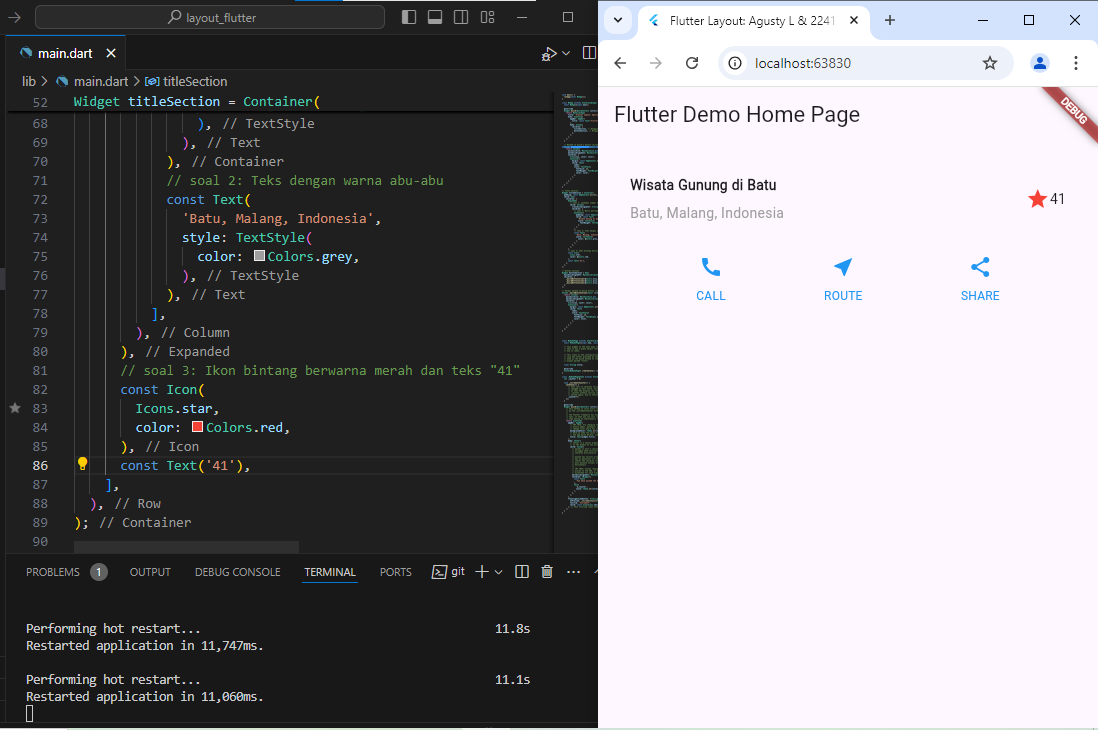 layout_flutter
main.dart
lib > main.dart > titleSection
52 Widget titleSection = Container(
68 ), // TextStyle
69 ), // Text
70 ), // Container
71 // soal 2: Teks dengan warna abu-abu
72 const Text(
73 'Batu, Malang, Indonesia',
74 style: TextStyle(
75 color: Colors.grey,
76 ), // TextStyle
77 ), // Text
78 ],
79 ), // Column
80 ), // Expanded
81 // soal 3: Ikon bintang berwarna merah dan teks "41"
82 const Icon(
83 Icons.star,
84 color: Colors.red,
85 ), // Icon
86 const Text('41'),
87 ],
88 ), // Row
89 ); // Container
90
PROBLEMS 1 OUTPUT DEBUG CONSOLE TERMINAL PORTS git
Performing hot restart... 11.8s
Restarted application in 11,747ms.
Performing hot restart... 11.1s
Restarted application in 11,060ms.
Flutter Layout: Agusty L & 2241
localhost:63830
DEBUG
Flutter Demo Home Page
Wisata Gunung di Batu
Batu, Malang, Indonesia
41
CALL ROUTE SHARE